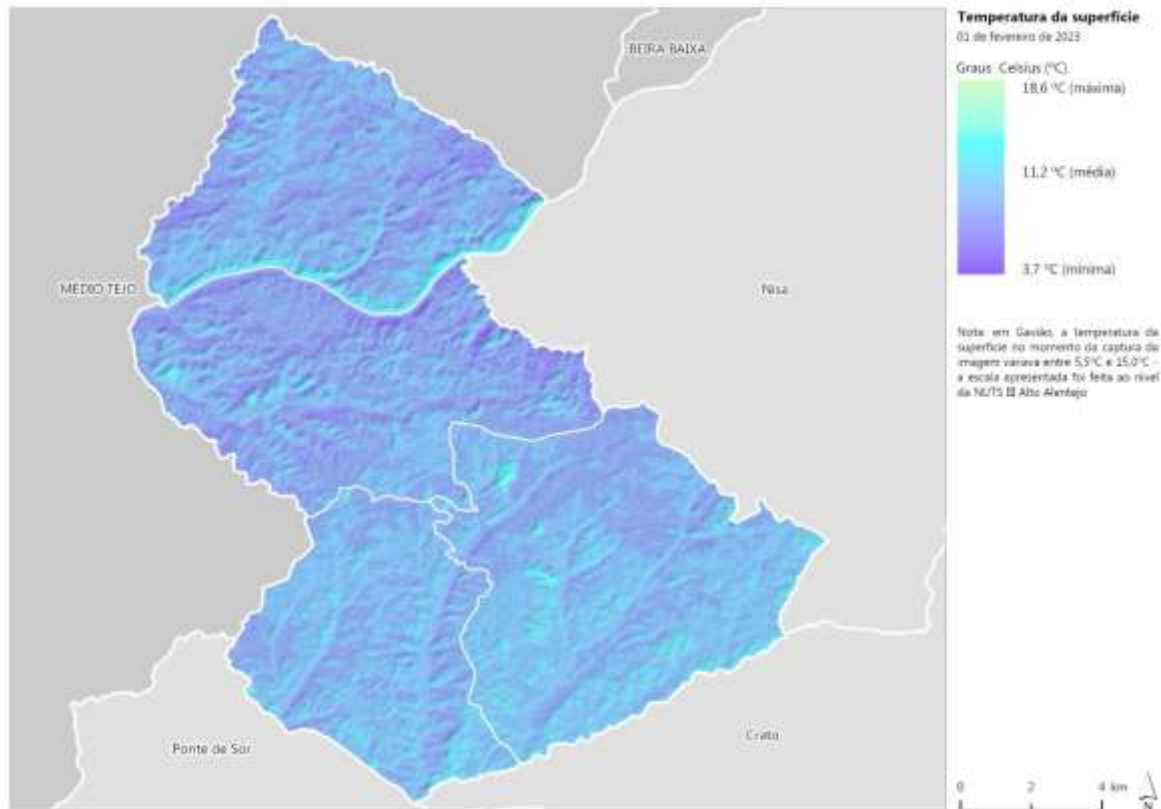 BEIRA BAIXA
MÉDIO TEJO
Nisa
Ponte de Sor
Crato
Temperatura da superfície
01 de fevereiro de 2023
Graus Celsius (ºC)
18,6 ºC (máxima)
11,2 ºC (média)
3,7 ºC (mínima)
Nota: em Gavião, a temperatura da
superfície no momento da captura da
imagem variava entre 5,5ºC e 15,0ºC -
a escala apresentada foi feita ao nível
da NUTS III Alto Alentejo
0 2 4 km
N